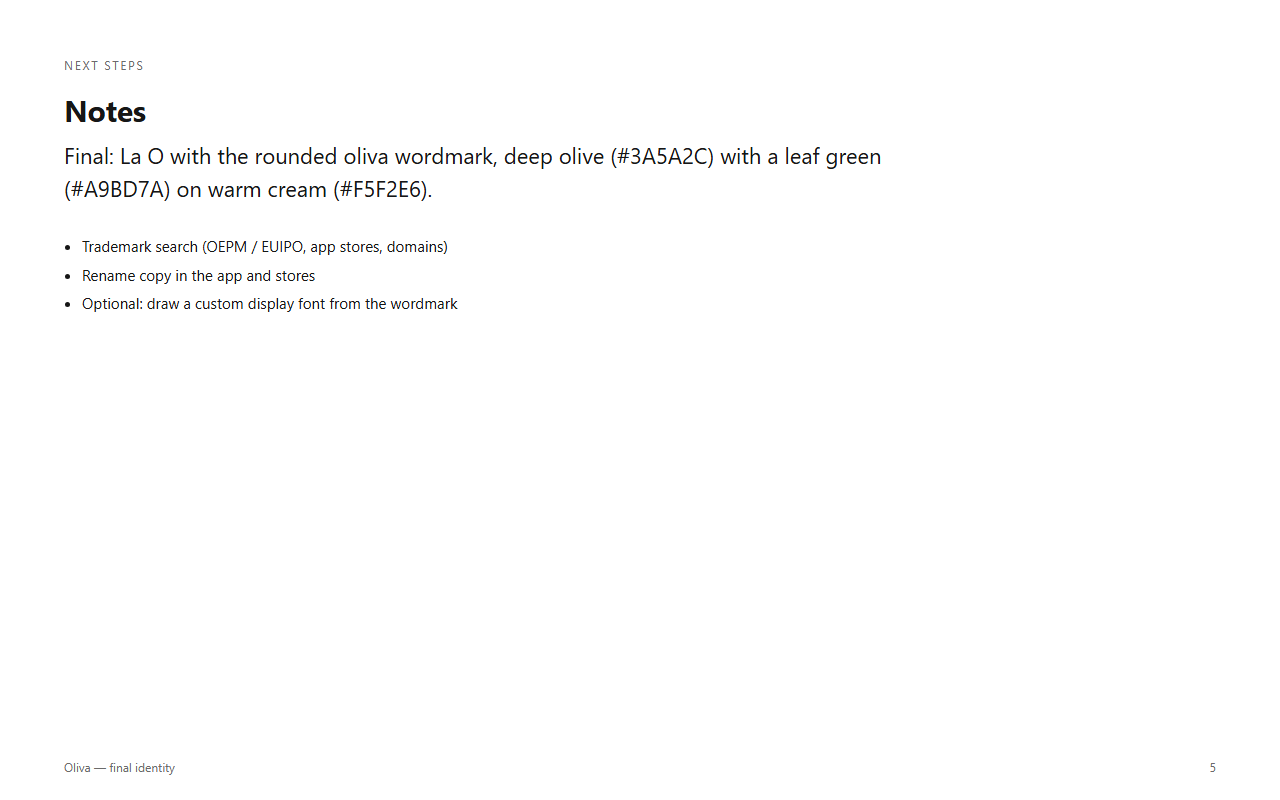 NEXT STEPS
Notes
Final: La O with the rounded oliva wordmark, deep olive (#3A5A2C) with a leaf green
(#A9BD7A) on warm cream (#F5F2E6).
• Trademark search (OEPM / EUIPO, app stores, domains)
• Rename copy in the app and stores
• Optional: draw a custom display font from the wordmark
Oliva — final identity
5